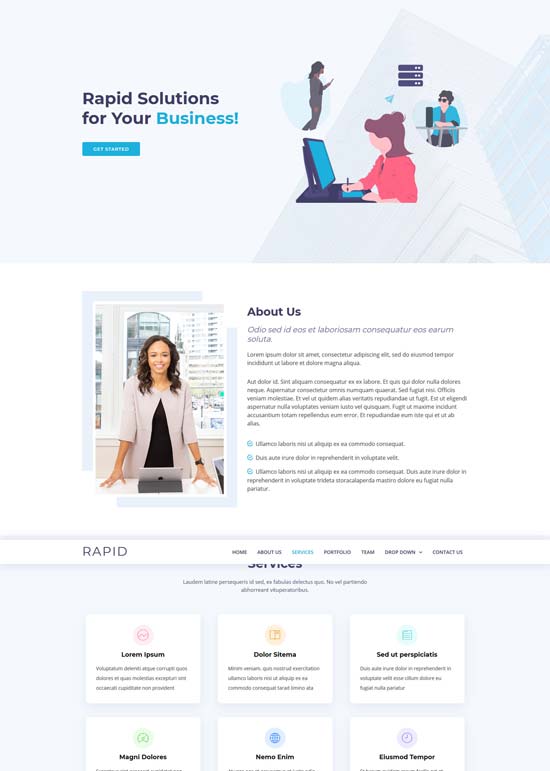 Rapid Solutions
for Your Business!
GET STARTED
About Us
Odio sed id eos et laboriosam consequatur eos earum
soluta.
Lorem ipsum dolor sit amet, consectetur adipiscing elit, sed do eiusmod tempor
incididunt ut labore et dolore magna aliqua.
Aut dolor id. Sint aliquam consequatur ex ex labore. Et quis qui dolor nulla dolores
neque. Aspernatur consectetur omnis numquam quaerat. Sed fugiat nisi. Officiis
veniam molestiae. Et vel ut quidem alias veritatis repudiandae ut fugit. Est ut eligendi
aspernatur nulla voluptates veniam iusto vel quisquam. Fugit ut maxime incidunt
accusantium totam repellendus eum error. Et repudiandae eum iste qui et ut ab
alias.
Ullamco laboris nisi ut aliquip ex ea commodo consequat.
Duis aute irure dolor in reprehenderit in voluptate velit.
Ullamco laboris nisi ut aliquip ex ea commodo consequat. Duis aute irure dolor in
reprehenderit in voluptate trideta storacalaperda mastiro dolore eu fugiat nulla
pariatur.
RAPID HOME ABOUT US SERVICES PORTFOLIO TEAM DROP DOWN CONTACT US
Services
Laudem latine persequeris id sed, ex fabulas delectus quo. No vel partiendo
abhorreant vituperatoribus.
Lorem Ipsum
Voluptatum deleniti atque corrupti quos
dolores et quas molestias excepturi sint
occaecati cupiditate non provident
Dolor Sitema
Minim veniam, quis nostrud exercitation
ullamco laboris nisi ut aliquip ex ea
commodo consequat tarad limino ata
Sed ut perspiciatis
Duis aute irure dolor in reprehenderit in
voluptate velit esse cillum dolore eu
fugiat nulla pariatur
Magni Dolores
Nemo Enim
Eiusmod Tempor